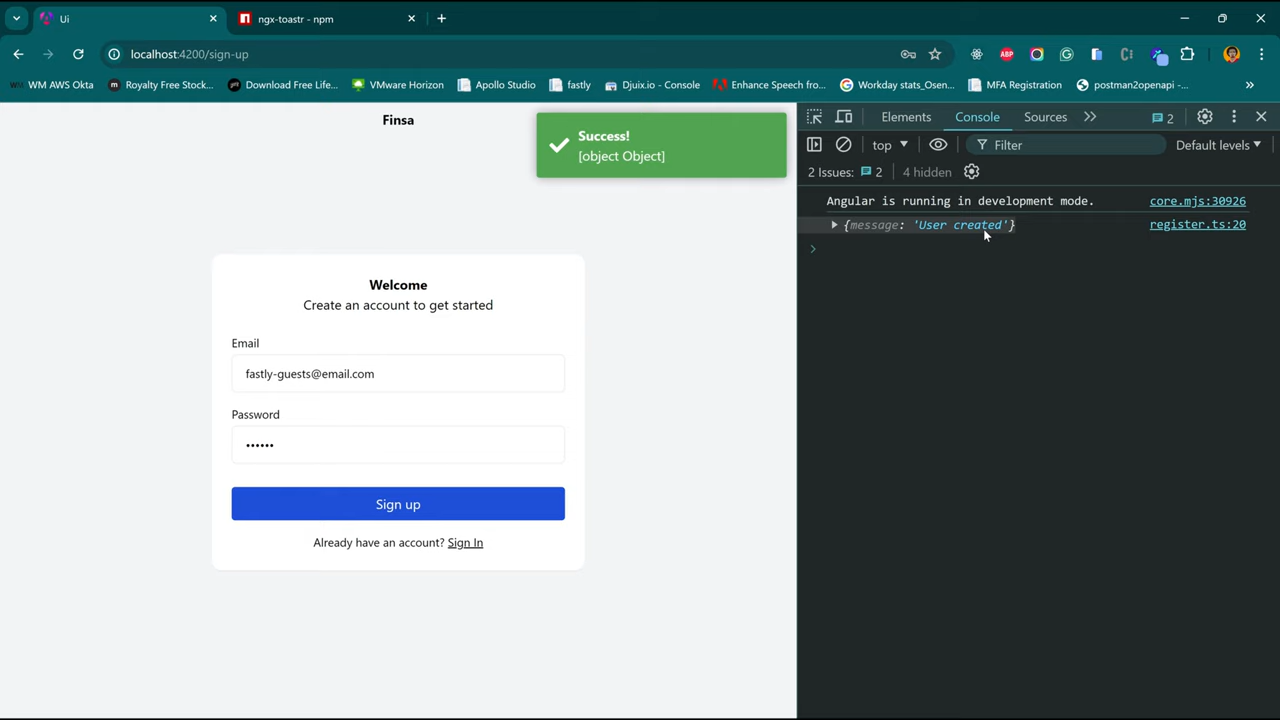 Ui
ngx-toastr - npm
localhost:4200/sign-up
ABP
WM AWS Okta
Royalty Free Stock...
Download Free Life...
VMware Horizon
Apollo Studio
fastly
Djuix.io - Console
Enhance Speech fro...
Workday stats_Osen...
MFA Registration
postman2openapi -...
Finsa
Success!
[object Object]
Welcome
Create an account to get started
Email
fastly-guests@email.com
Password
••••••
Sign up
Already have an account? Sign In
Elements
Console
Sources
2
top
Filter
Default levels
2 Issues: 2
4 hidden
Angular is running in development mode.
core.mjs:30926
{message: 'User created'}
register.ts:20